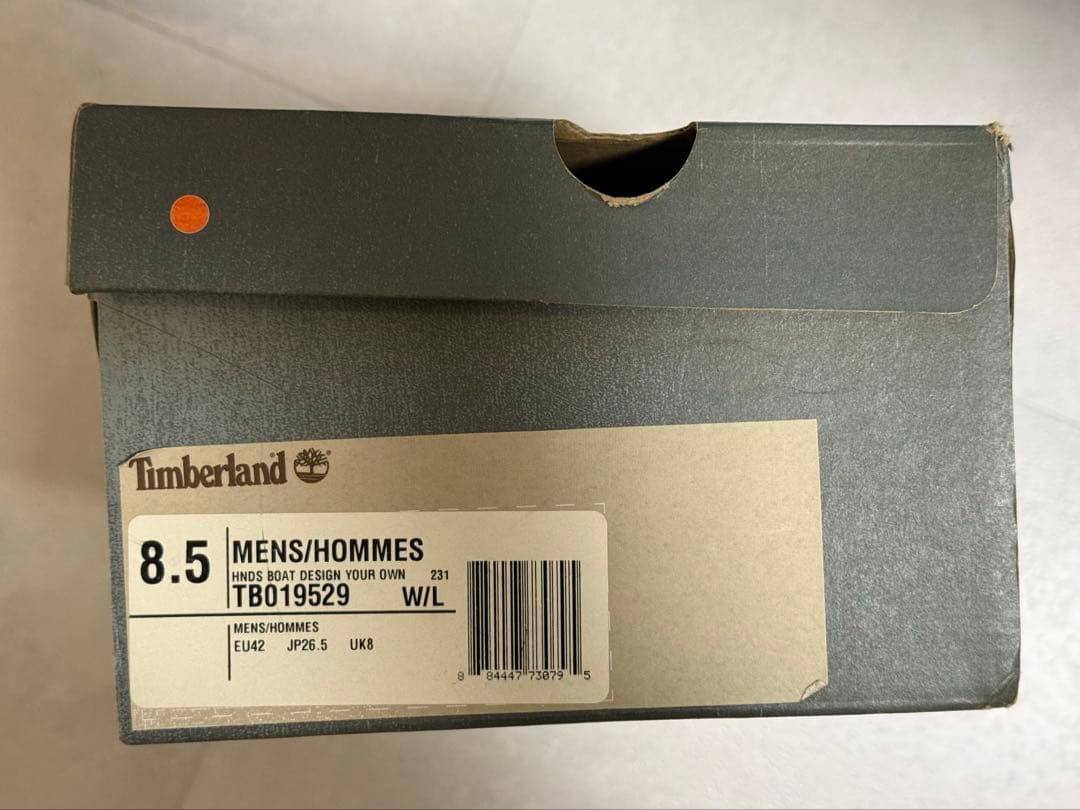 Timberland
8.5
MENS/HOMMES
HNDS BOAT DESIGN YOUR OWN 231
TB019529 W/L
MENS/HOMMES
EU42 JP26.5 UK8
8 84447 73079 5